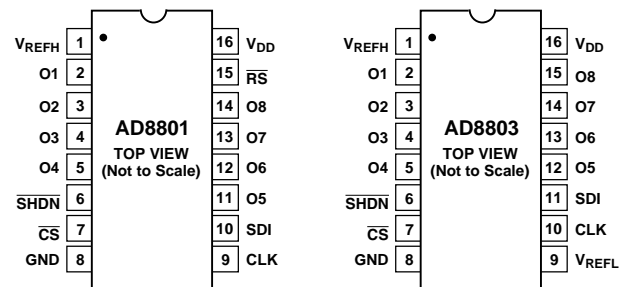 VREFH 1 16 VDD
O1 2 15 RS
O2 3 14 O8
O3 4 13 O7
O4 5 12 O6
SHDN 6 11 O5
CS 7 10 SDI
GND 8 9 CLK
AD8801
TOP VIEW
(Not to Scale)
VREFH 1 16 VDD
O1 2 15 O8
O2 3 14 O7
O3 4 13 O6
O4 5 12 O5
SHDN 6 11 SDI
CS 7 10 CLK
GND 8 9 VREFL
AD8803
TOP VIEW
(Not to Scale)